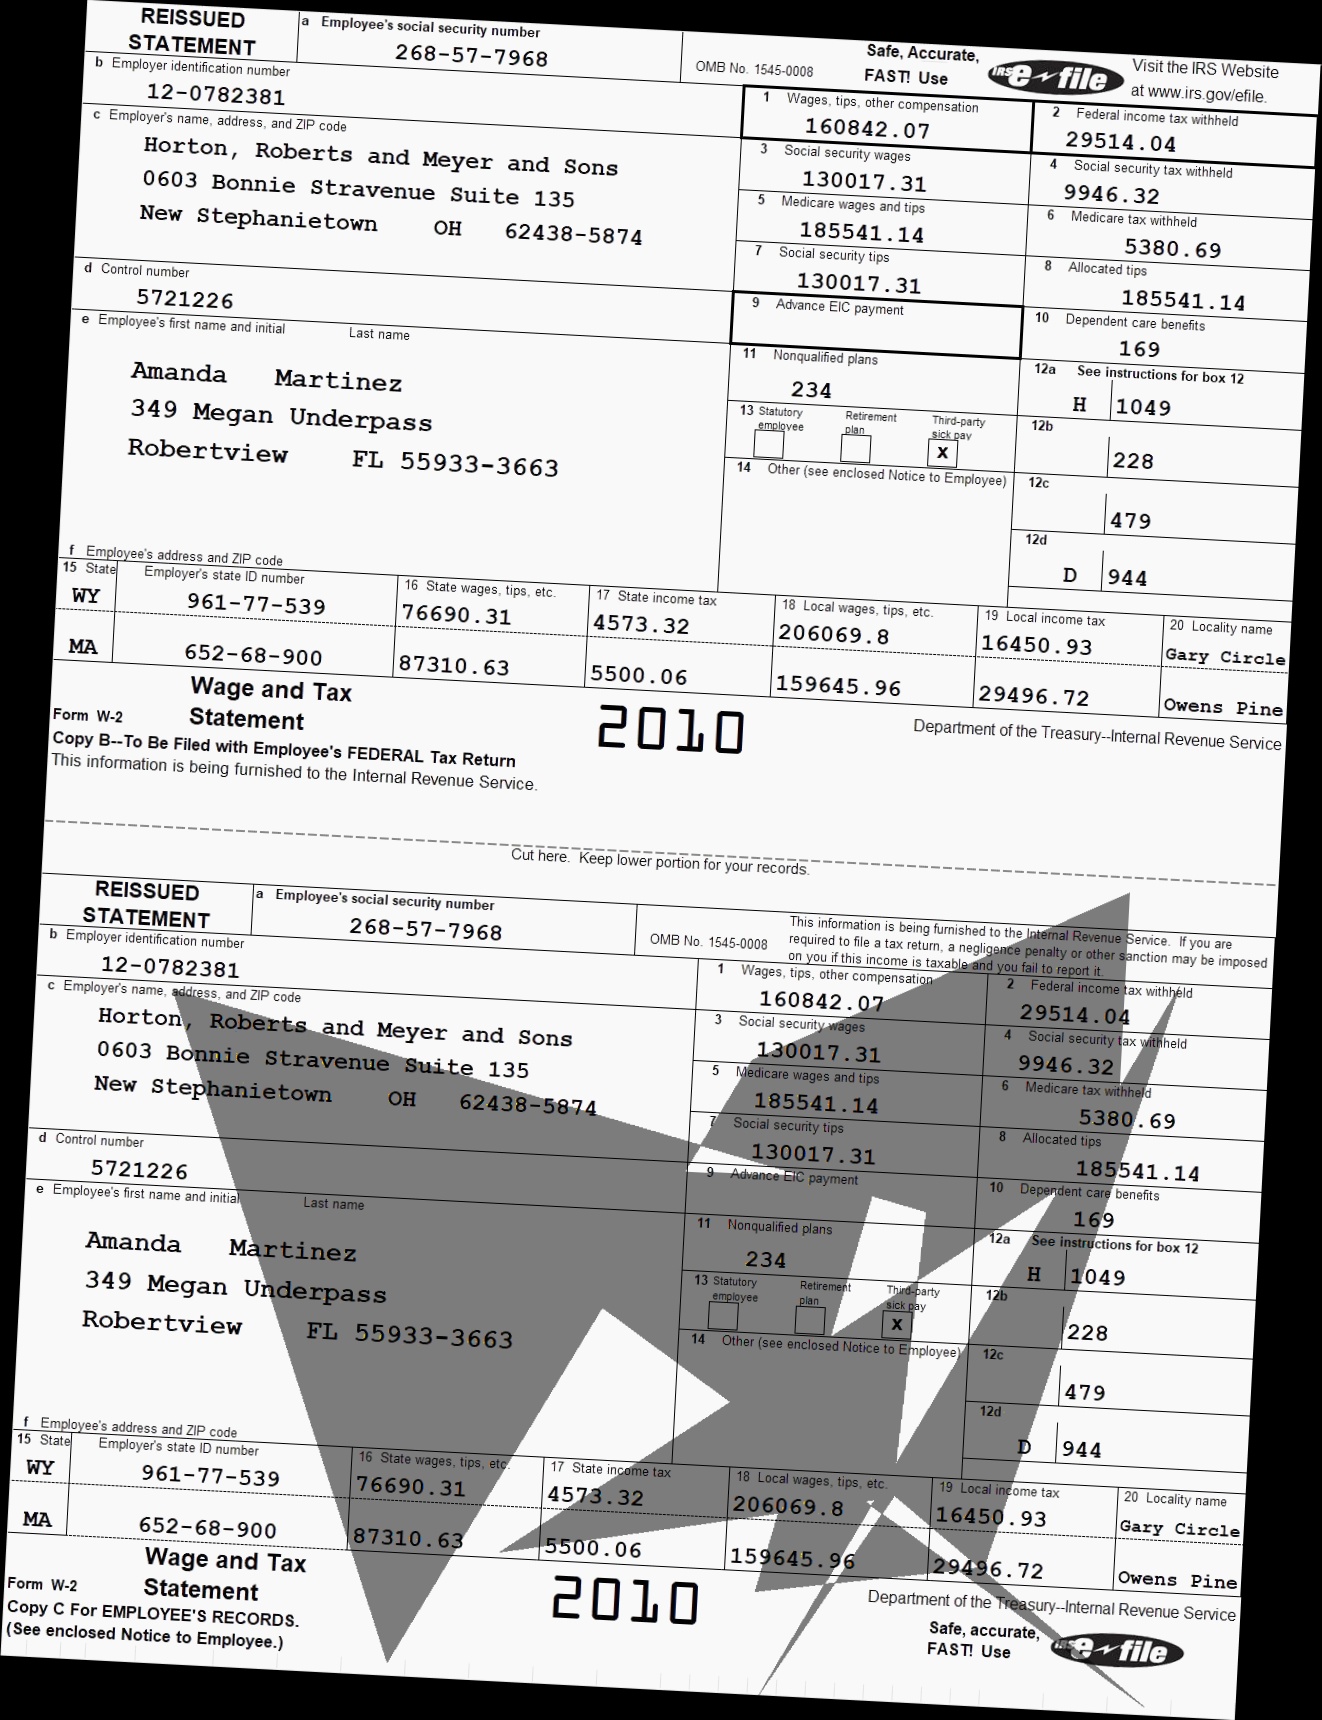 REISSUED STATEMENT
a Employee's social security number
268-57-7968
OMB No. 1545-0008
Safe, Accurate, FAST! Use
IRS e~file
Visit the IRS Website at www.irs.gov/efile.
b Employer identification number
12-0782381
1 Wages, tips, other compensation
160842.07
2 Federal income tax withheld
29514.04
c Employer's name, address, and ZIP code
Horton, Roberts and Meyer and Sons
0603 Bonnie Stravenue Suite 135
New Stephanietown OH 62438-5874
3 Social security wages
130017.31
4 Social security tax withheld
9946.32
5 Medicare wages and tips
185541.14
6 Medicare tax withheld
5380.69
7 Social security tips
130017.31
8 Allocated tips
185541.14
d Control number
5721226
9 Advance EIC payment
10 Dependent care benefits
169
e Employee's first name and initial Last name
Amanda Martinez
349 Megan Underpass
Robertview FL 55933-3663
11 Nonqualified plans
234
12a See instructions for box 12
H 1049
13 Statutory employee
Retirement plan
Third-party sick pay
X
12b
228
14 Other (see enclosed Notice to Employee)
12c
479
12d
D 944
f Employee's address and ZIP code
15 State Employer's state ID number
16 State wages, tips, etc.
17 State income tax
18 Local wages, tips, etc.
19 Local income tax
20 Locality name
WY 961-77-539 76690.31 4573.32 206069.8 16450.93 Gary Circle
MA 652-68-900 87310.63 5500.06 159645.96 29496.72 Owens Pine
Form W-2 Wage and Tax Statement
2010
Department of the Treasury--Internal Revenue Service
Copy B--To Be Filed with Employee's FEDERAL Tax Return
This information is being furnished to the Internal Revenue Service.
Cut here. Keep lower portion for your records.
REISSUED STATEMENT
a Employee's social security number
268-57-7968
OMB No. 1545-0008
This information is being furnished to the Internal Revenue Service. If you are
required to file a tax return, a negligence penalty or other sanction may be imposed
on you if this income is taxable and you fail to report it.
b Employer identification number
12-0782381
1 Wages, tips, other compensation
160842.07
2 Federal income tax withheld
29514.04
c Employer's name, address, and ZIP code
Horton, Roberts and Meyer and Sons
0603 Bonnie Stravenue Suite 135
New Stephanietown OH 62438-5874
3 Social security wages
130017.31
4 Social security tax withheld
9946.32
5 Medicare wages and tips
185541.14
6 Medicare tax withheld
5380.69
7 Social security tips
130017.31
8 Allocated tips
185541.14
d Control number
5721226
9 Advance EIC payment
10 Dependent care benefits
169
e Employee's first name and initial Last name
Amanda Martinez
349 Megan Underpass
Robertview FL 55933-3663
11 Nonqualified plans
234
12a See instructions for box 12
H 1049
13 Statutory employee
Retirement plan
Third-party sick pay
X
12b
228
14 Other (see enclosed Notice to Employee)
12c
479
12d
D 944
f Employee's address and ZIP code
15 State Employer's state ID number
16 State wages, tips, etc.
17 State income tax
18 Local wages, tips, etc.
19 Local income tax
20 Locality name
WY 961-77-539 76690.31 4573.32 206069.8 16450.93 Gary Circle
MA 652-68-900 87310.63 5500.06 159645.96 29496.72 Owens Pine
Form W-2 Wage and Tax Statement
2010
Department of the Treasury--Internal Revenue Service
Copy C For EMPLOYEE'S RECORDS.
(See enclosed Notice to Employee.)
Safe, accurate, FAST! Use
IRS e~file